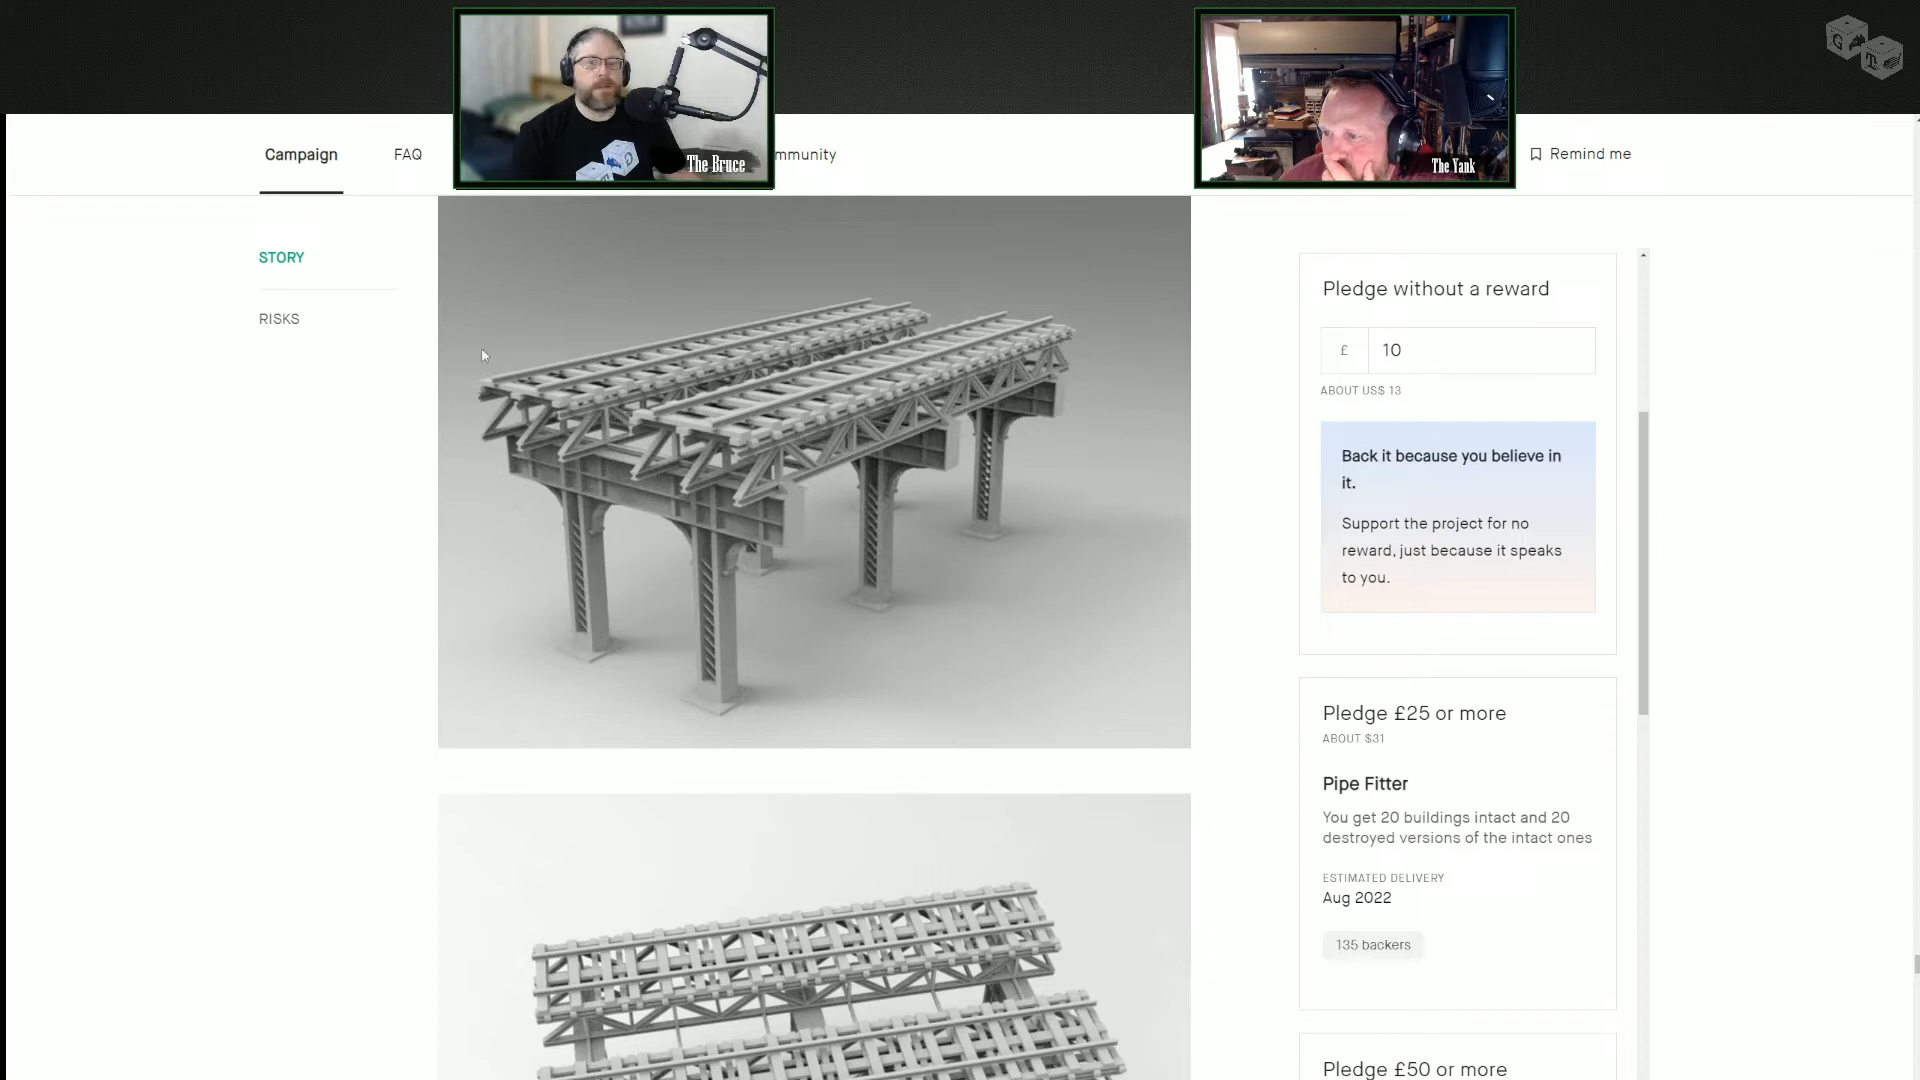 The Bruce
The Yank
Campaign
FAQ
mmunity
Remind me
STORY
RISKS
Pledge without a reward
£
10
ABOUT US$ 13
Back it because you believe in
it.
Support the project for no
reward, just because it speaks
to you.
Pledge £25 or more
ABOUT $31
Pipe Fitter
You get 20 buildings intact and 20
destroyed versions of the intact ones
ESTIMATED DELIVERY
Aug 2022
135 backers
Pledge £50 or more